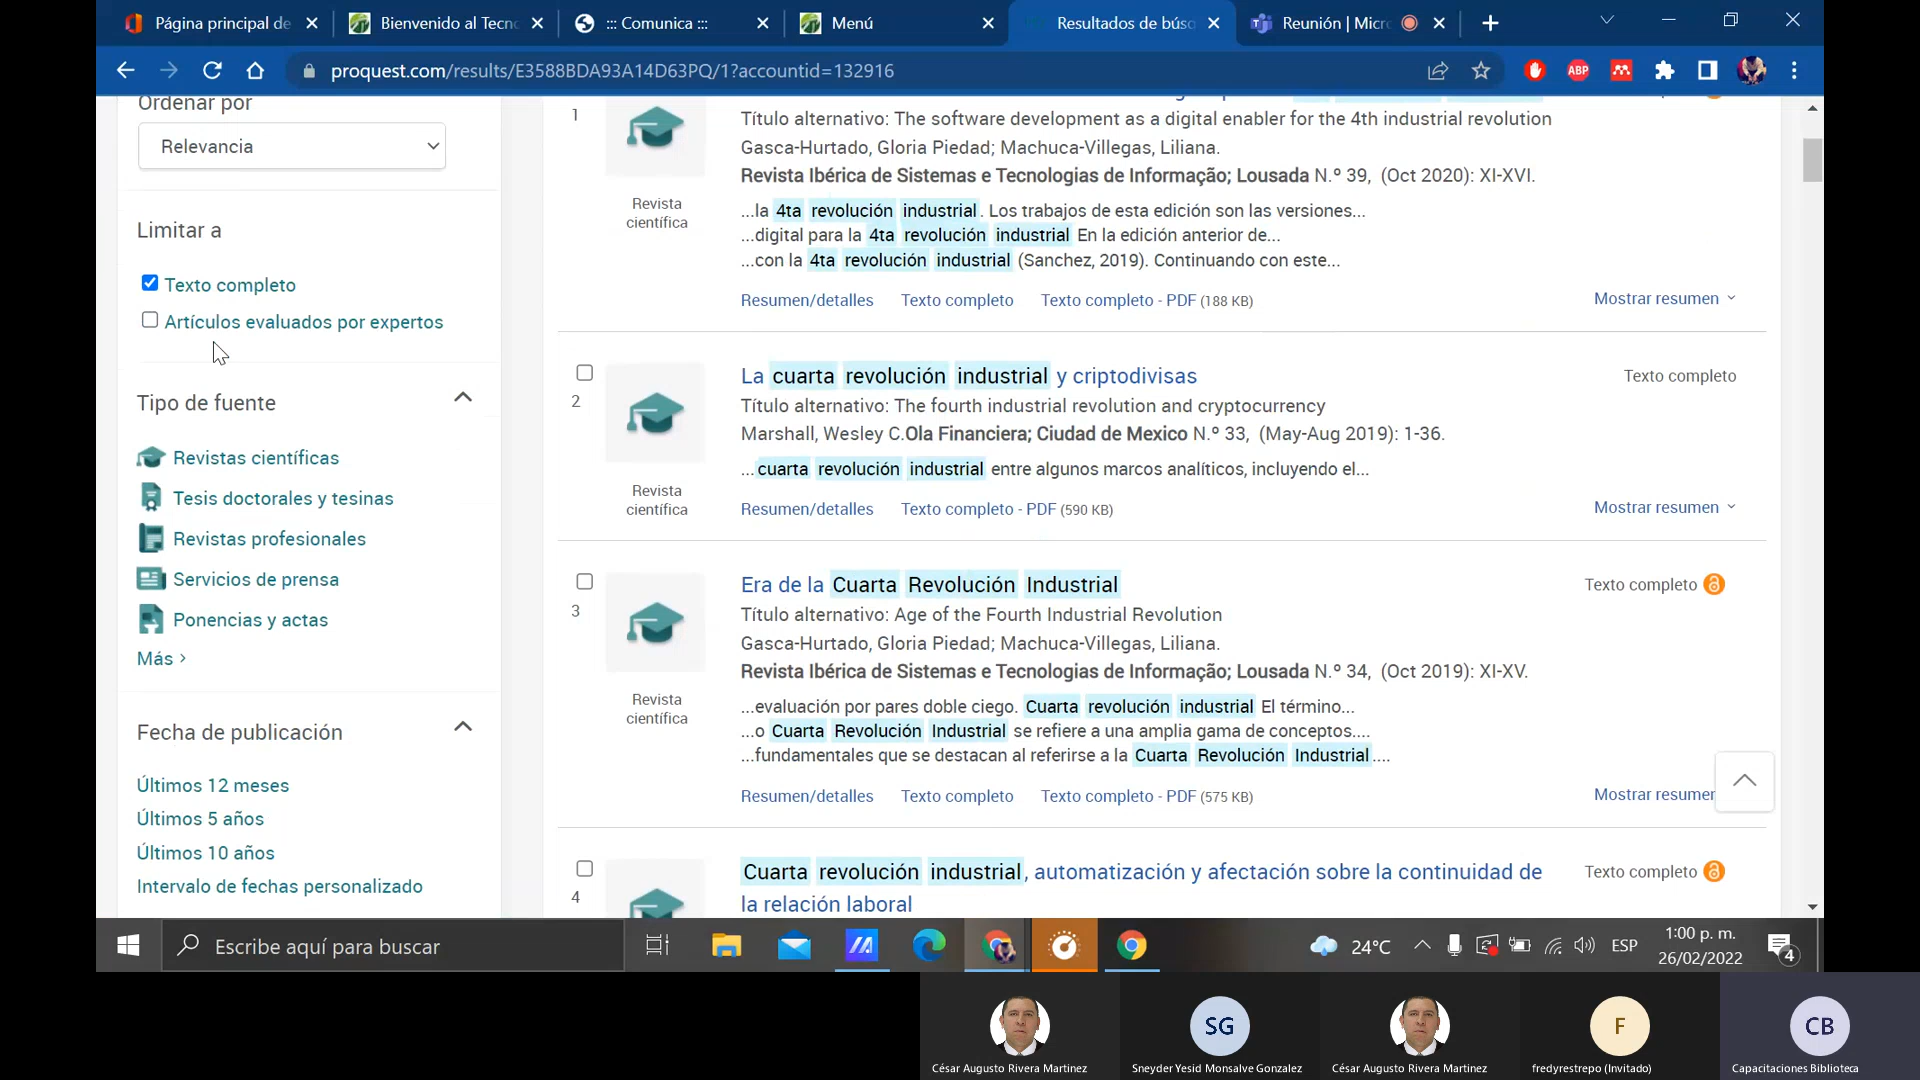 Página principal de
Bienvenido al Tecno
::: Comunica :::
Menú
Resultados de búsq
Reunión | Micr
proquest.com/results/E3588BDA93A14D63PQ/1?accountid=132916
ABP
Ordenar por
Relevancia
Limitar a
Texto completo
Artículos evaluados por expertos
Tipo de fuente
Revistas científicas
Tesis doctorales y tesinas
Revistas profesionales
Servicios de prensa
Ponencias y actas
Más >
Fecha de publicación
Últimos 12 meses
Últimos 5 años
Últimos 10 años
Intervalo de fechas personalizado
1
Revista
científica
Título alternativo: The software development as a digital enabler for the 4th industrial revolution
Gasca-Hurtado, Gloria Piedad; Machuca-Villegas, Liliana.
Revista Ibérica de Sistemas e Tecnologias de Informação; Lousada N.º 39, (Oct 2020): XI-XVI.
...la 4ta revolución industrial. Los trabajos de esta edición son las versiones...
...digital para la 4ta revolución industrial En la edición anterior de...
...con la 4ta revolución industrial (Sanchez, 2019). Continuando con este...
Resumen/detalles Texto completo Texto completo - PDF (188 KB)
Mostrar resumen
2
Revista
científica
La cuarta revolución industrial y criptodivisas
Texto completo
Título alternativo: The fourth industrial revolution and cryptocurrency
Marshall, Wesley C.Ola Financiera; Ciudad de Mexico N.º 33, (May-Aug 2019): 1-36.
...cuarta revolución industrial entre algunos marcos analíticos, incluyendo el...
Resumen/detalles Texto completo - PDF (590 KB)
Mostrar resumen
3
Revista
científica
Era de la Cuarta Revolución Industrial
Texto completo
Título alternativo: Age of the Fourth Industrial Revolution
Gasca-Hurtado, Gloria Piedad; Machuca-Villegas, Liliana.
Revista Ibérica de Sistemas e Tecnologias de Informação; Lousada N.º 34, (Oct 2019): XI-XV.
...evaluación por pares doble ciego. Cuarta revolución industrial El término...
...o Cuarta Revolución Industrial se refiere a una amplia gama de conceptos....
...fundamentales que se destacan al referirse a la Cuarta Revolución Industrial....
Resumen/detalles Texto completo Texto completo - PDF (575 KB)
Mostrar resumen
4
Cuarta revolución industrial, automatización y afectación sobre la continuidad de
la relación laboral
Texto completo
Escribe aquí para buscar
24°C
ESP
1:00 p. m.
26/02/2022
4
César Augusto Rivera Martinez
SG
Sneyder Yesid Monsalve Gonzalez
César Augusto Rivera Martinez
F
fredyrestrepo (Invitado)
CB
Capacitaciones Biblioteca